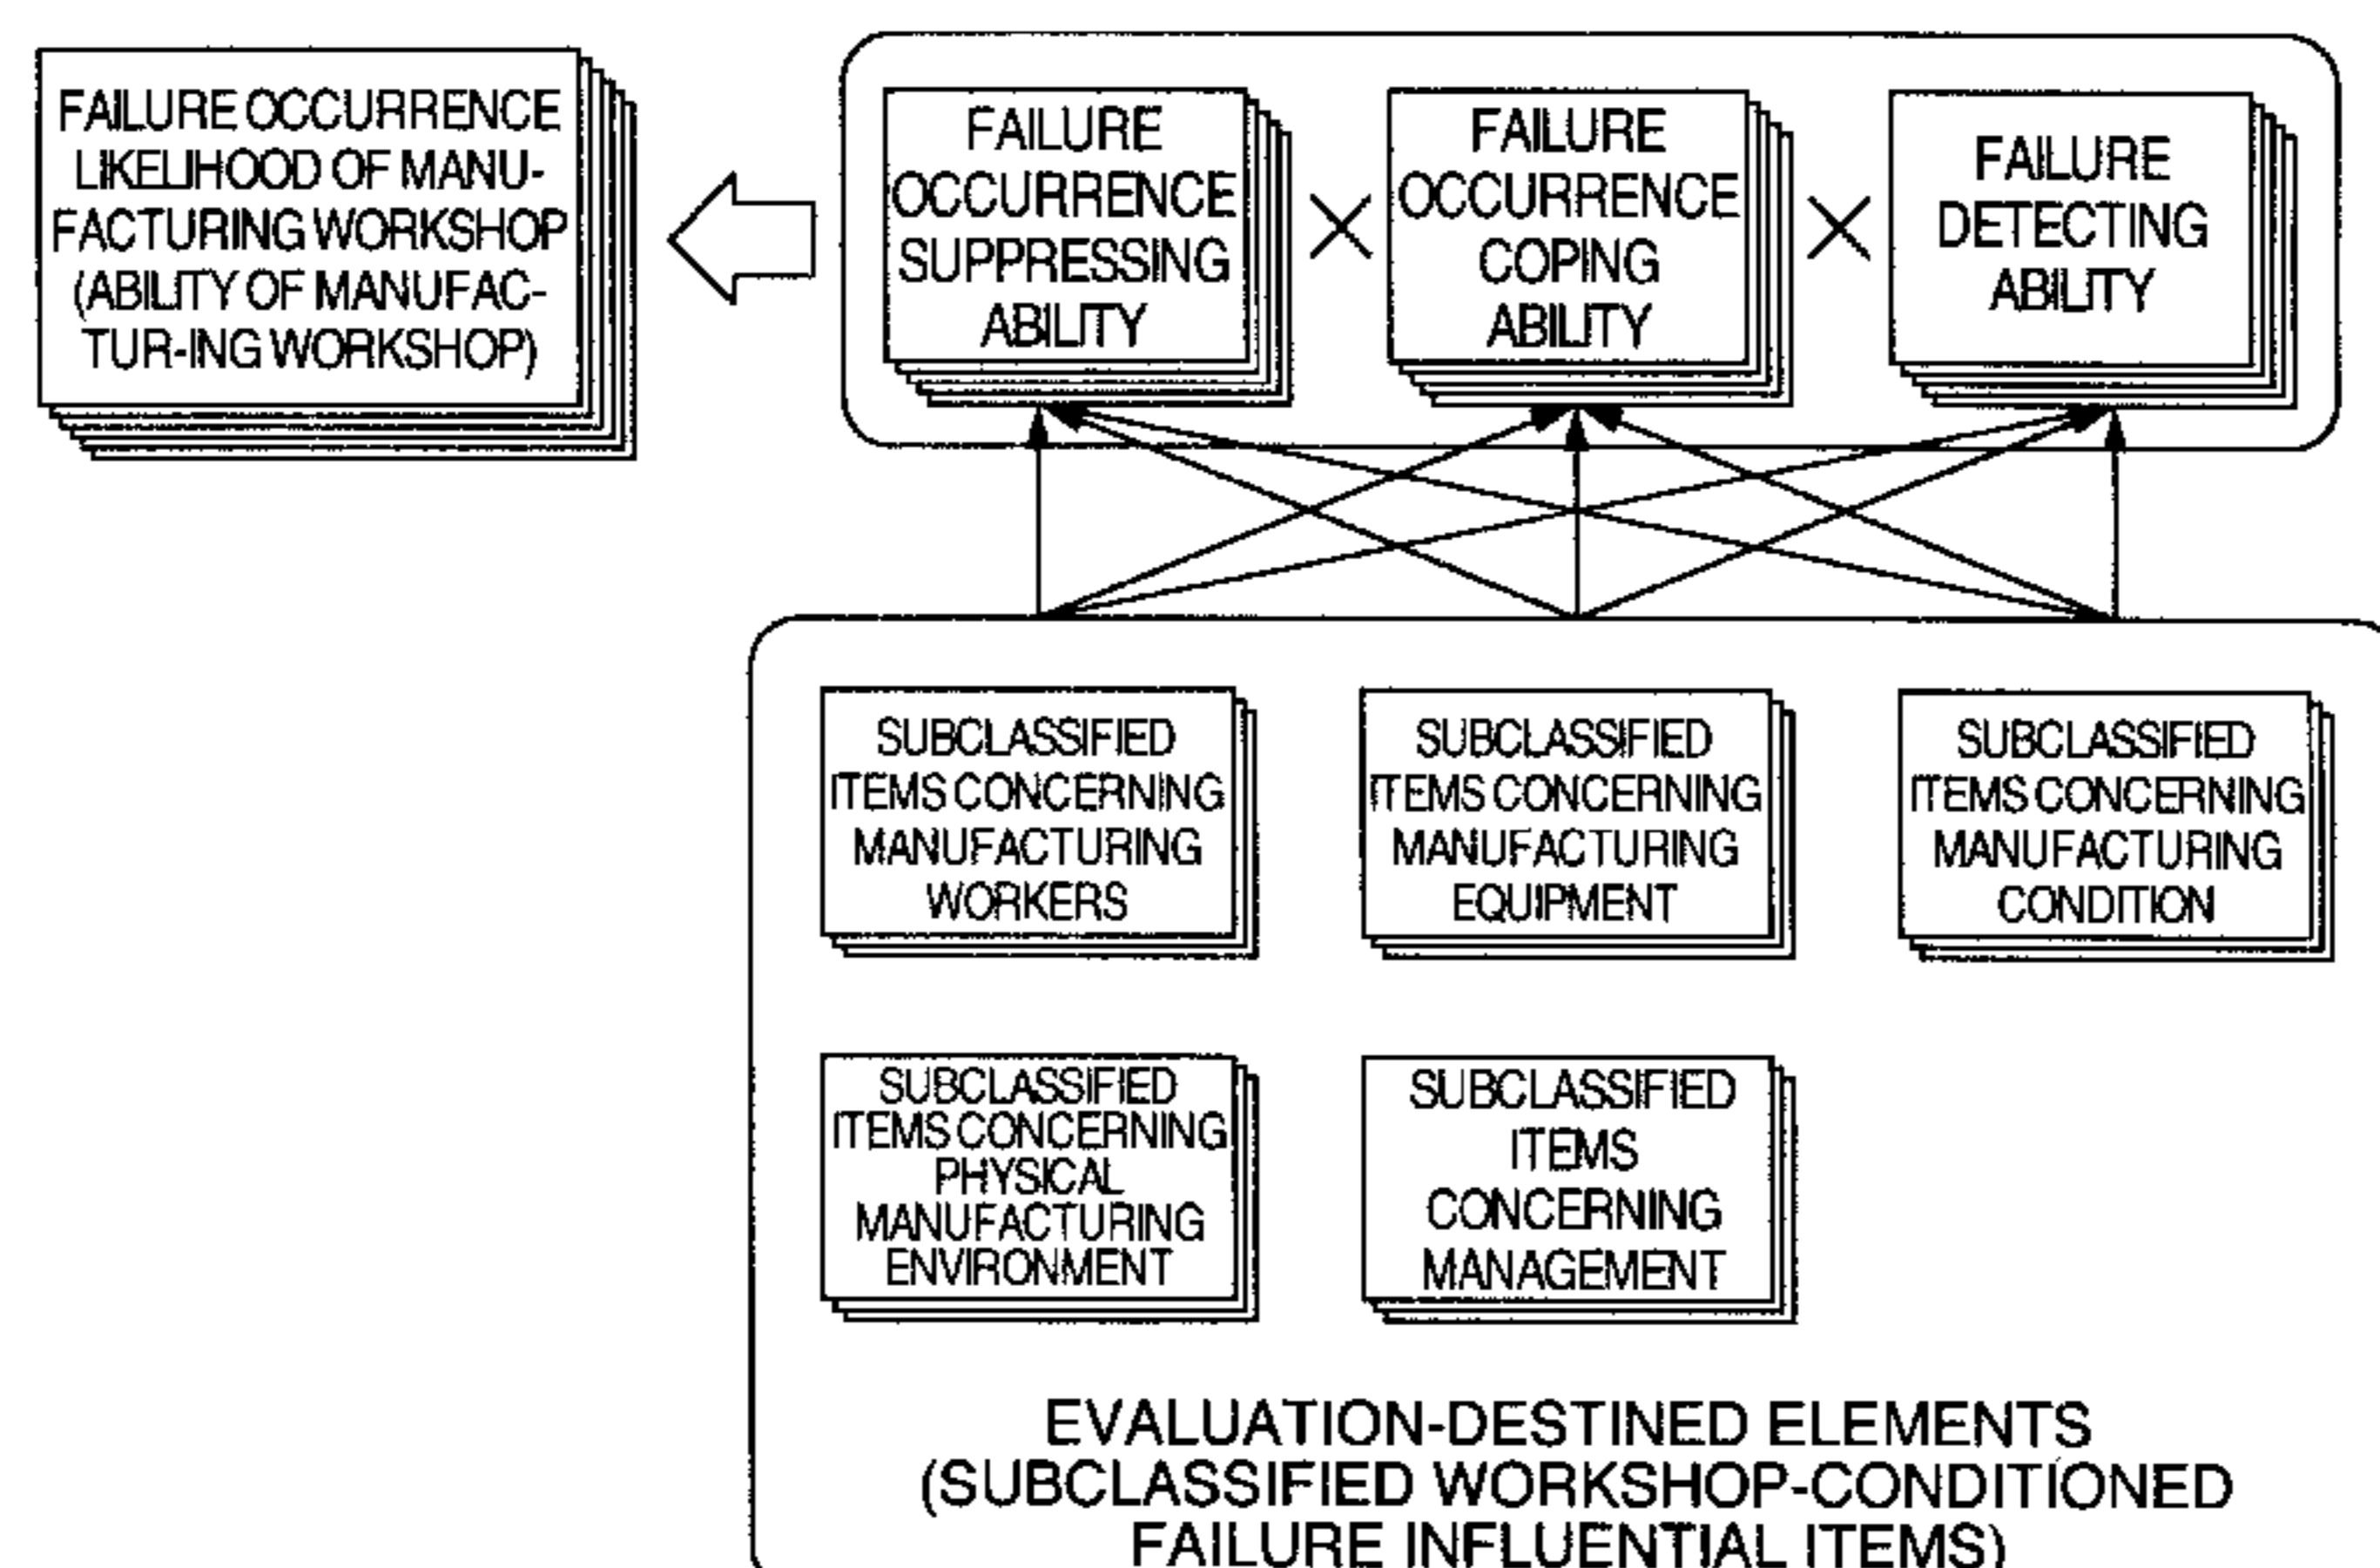 FAILURE OCCURRENCE
LIKELIHOOD OF MANU-
FACTURING WORKSHOP
(ABILITY OF MANUFAC-
TUR-ING WORKSHOP)
FAILURE
OCCURRENCE
SUPPRESSING
ABILITY
×
FAILURE
OCCURRENCE
COPING
ABILITY
×
FAILURE
DETECTING
ABILITY
SUBCLASSIFIED
ITEMS CONCERNING
MANUFACTURING
WORKERS
SUBCLASSIFIED
ITEMS CONCERNING
MANUFACTURING
EQUIPMENT
SUBCLASSIFIED
ITEMS CONCERNING
MANUFACTURING
CONDITION
SUBCLASSIFIED
ITEMS CONCERNING
PHYSICAL
MANUFACTURING
ENVIRONMENT
SUBCLASSIFIED
ITEMS
CONCERNING
MANAGEMENT
EVALUATION-DESTINED ELEMENTS
(SUBCLASSIFIED WORKSHOP-CONDITIONED
FAILURE INFLUENTIAL ITEMS)